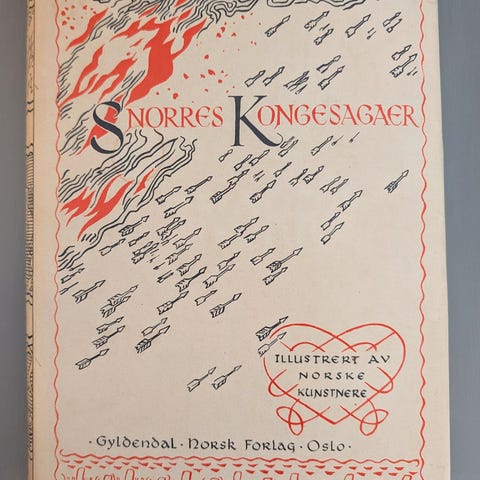 Snorres Kongesagaer
Illustrert av
norske
kunstnere
·Gyldendal·Norsk Forlag·Oslo·